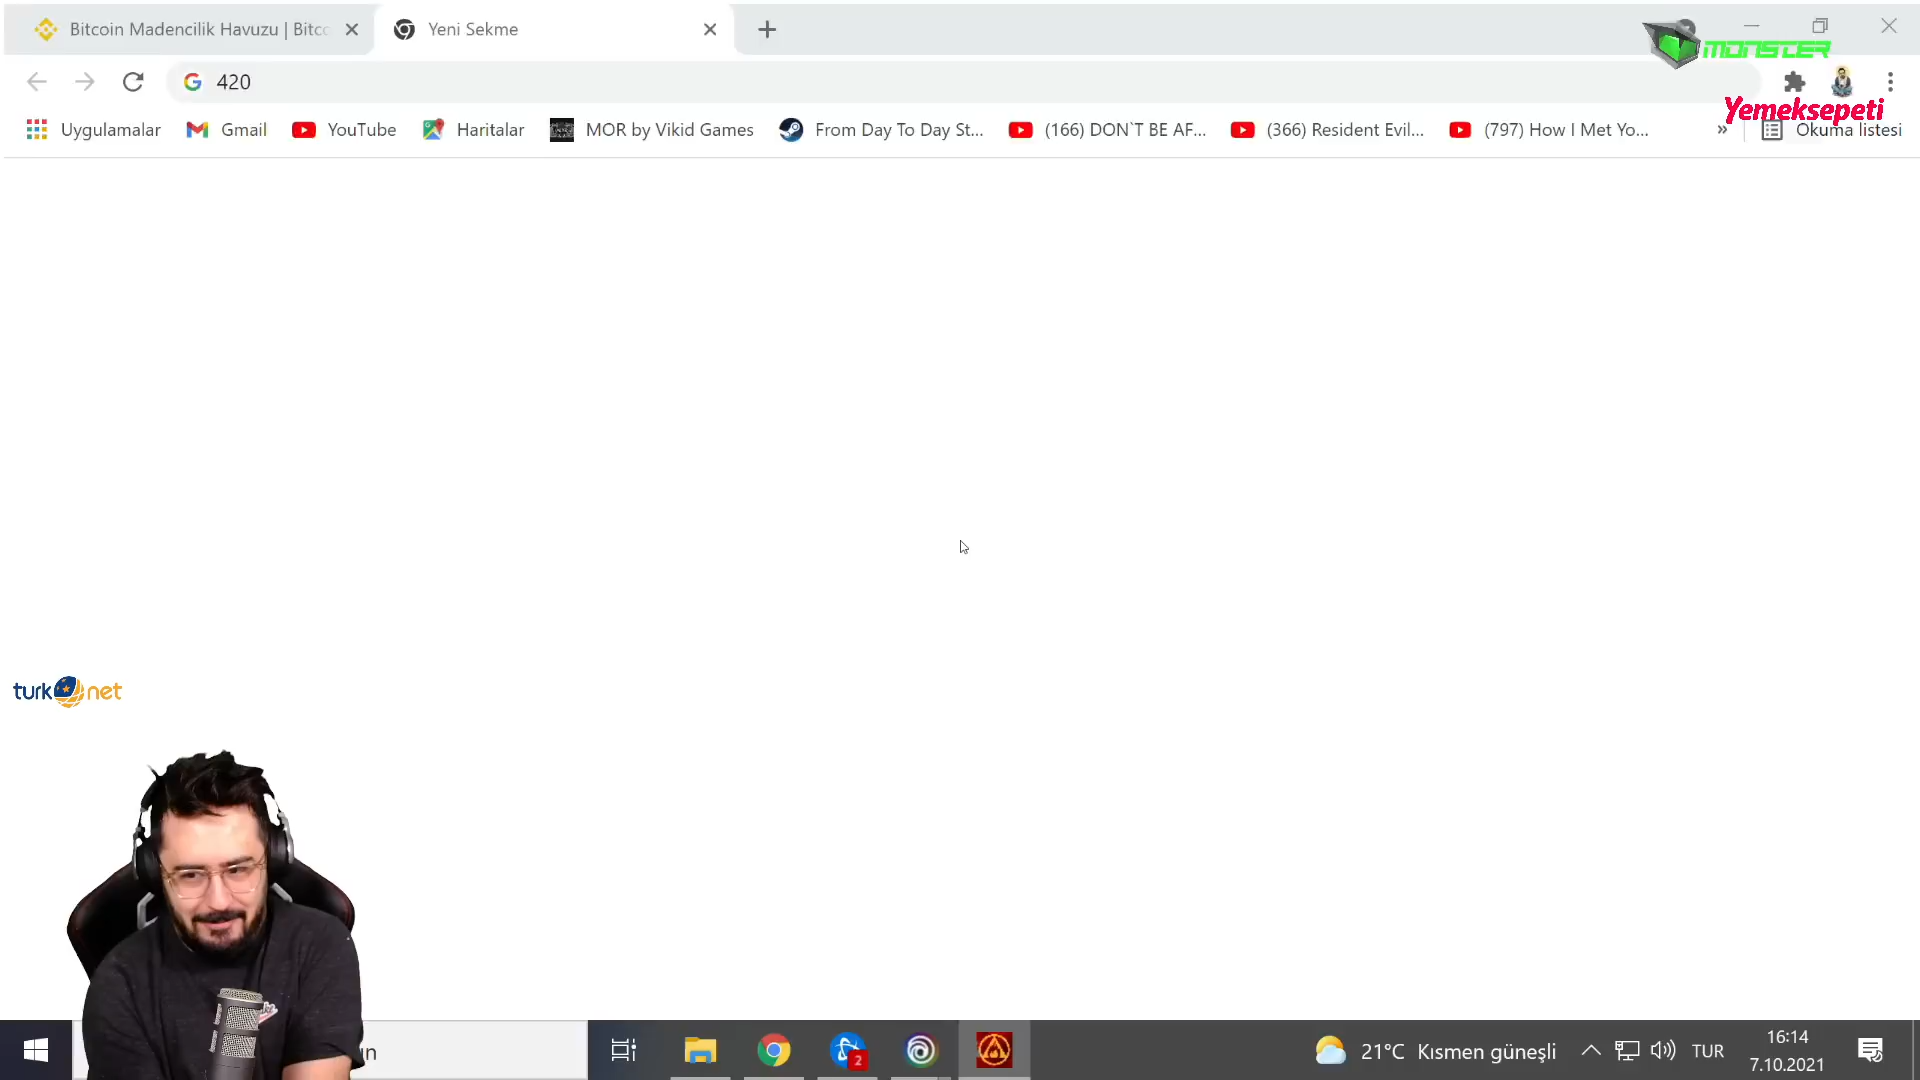 Bitcoin Madencilik Havuzu | Bitco
Yeni Sekme
MONSTER
420
Yemeksepeti
Uygulamalar
Gmail
YouTube
Haritalar
MOR by Vikid Games
From Day To Day St...
(166) DON`T BE AF...
(366) Resident Evil...
(797) How I Met Yo...
»
Okuma listesi
turk net
2
21°C Kısmen güneşli
TUR
16:14
7.10.2021